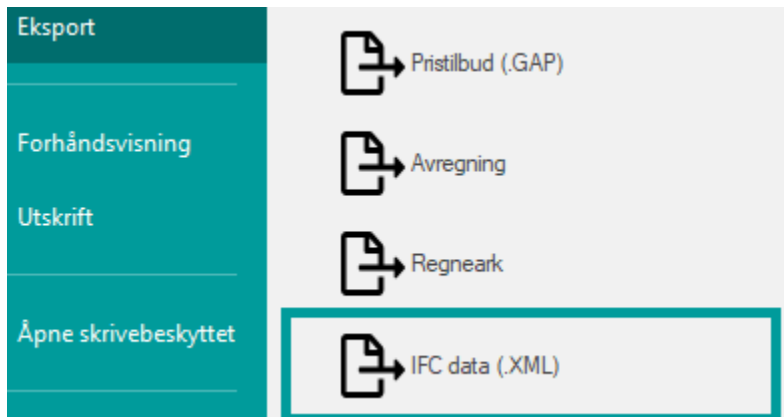 Eksport
Forhåndsvisning
Utskrift
Åpne skrivebeskyttet
Pristilbud (.GAP)
Avregning
Regneark
IFC data (.XML)